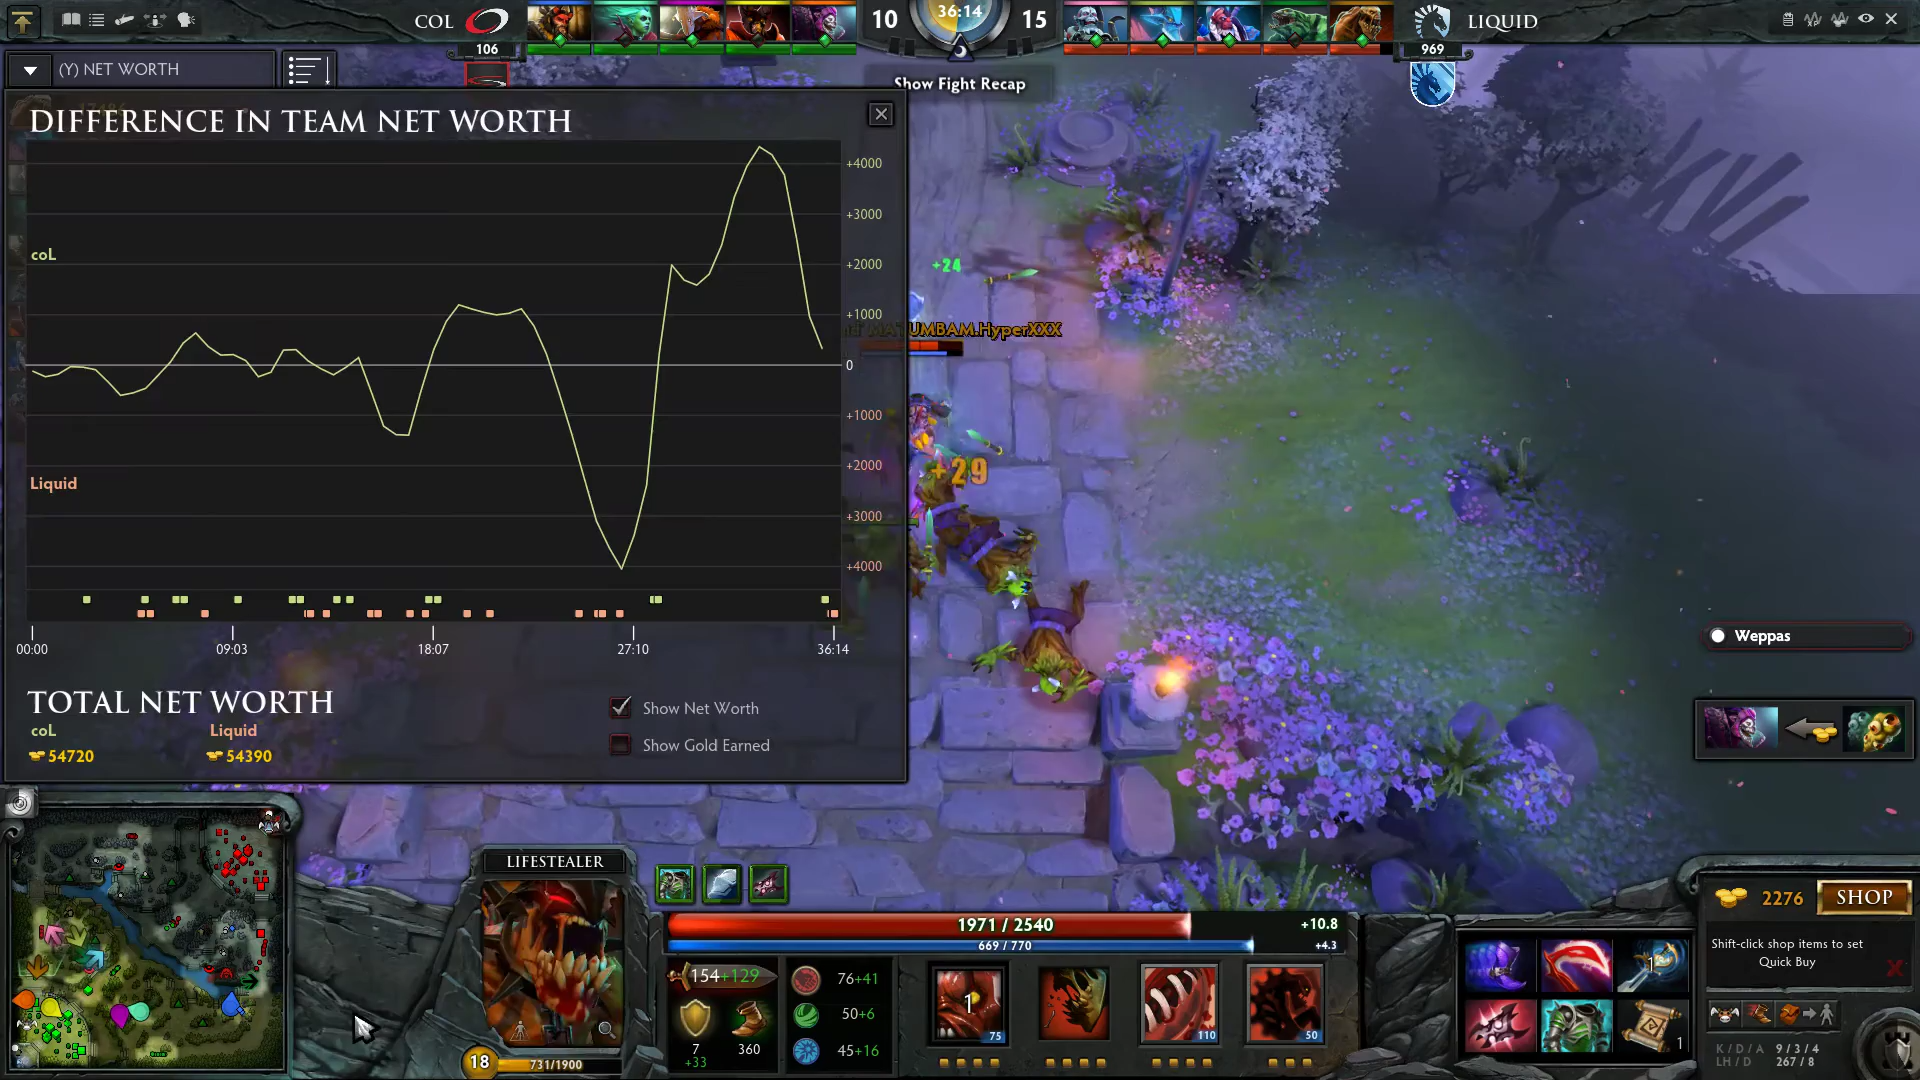 COL
10
36:14
15
LIQUID
106
969
(Y) NET WORTH
Show Fight Recap
DIFFERENCE IN TEAM NET WORTH
+4000
+3000
coL
+2000
+24
+1000
UMBAM.HyperXXX
0
+1000
+29
+2000
Liquid
+3000
+4000
00:00
09:03
18:07
27:10
36:14
Weppas
TOTAL NET WORTH
coL
Liquid
54720
54390
Show Net Worth
Show Gold Earned
LIFESTEALER
2276
SHOP
1971 / 2540
+10.8
669 / 770
+4.3
Shift-click shop items to set
Quick Buy
154+129
76+41
50+6
45+16
7
+33
360
1
75
110
50
1
1
18
731/1900
K / D / A 9 / 3 / 4
LH / D 267 / 8